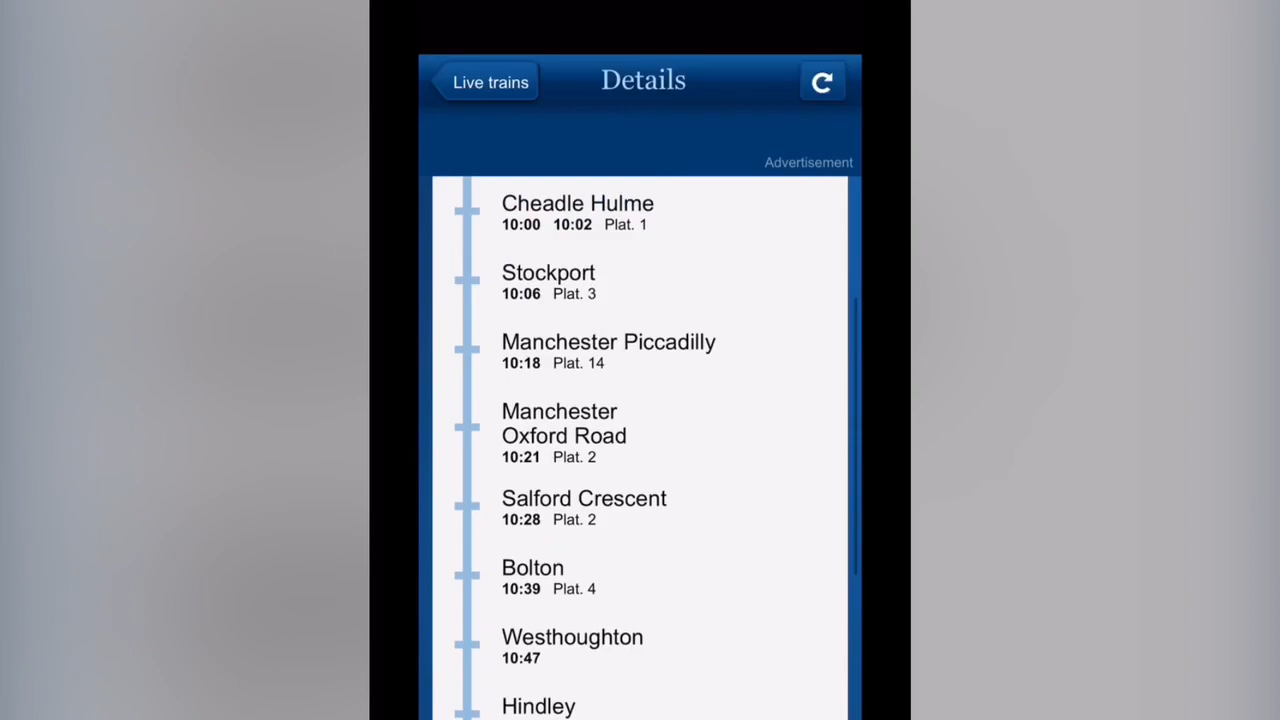 Live trains
Details
Advertisement
Cheadle Hulme
10:00 10:02 Plat. 1
Stockport
10:06 Plat. 3
Manchester Piccadilly
10:18 Plat. 14
Manchester
Oxford Road
10:21 Plat. 2
Salford Crescent
10:28 Plat. 2
Bolton
10:39 Plat. 4
Westhoughton
10:47
Hindley